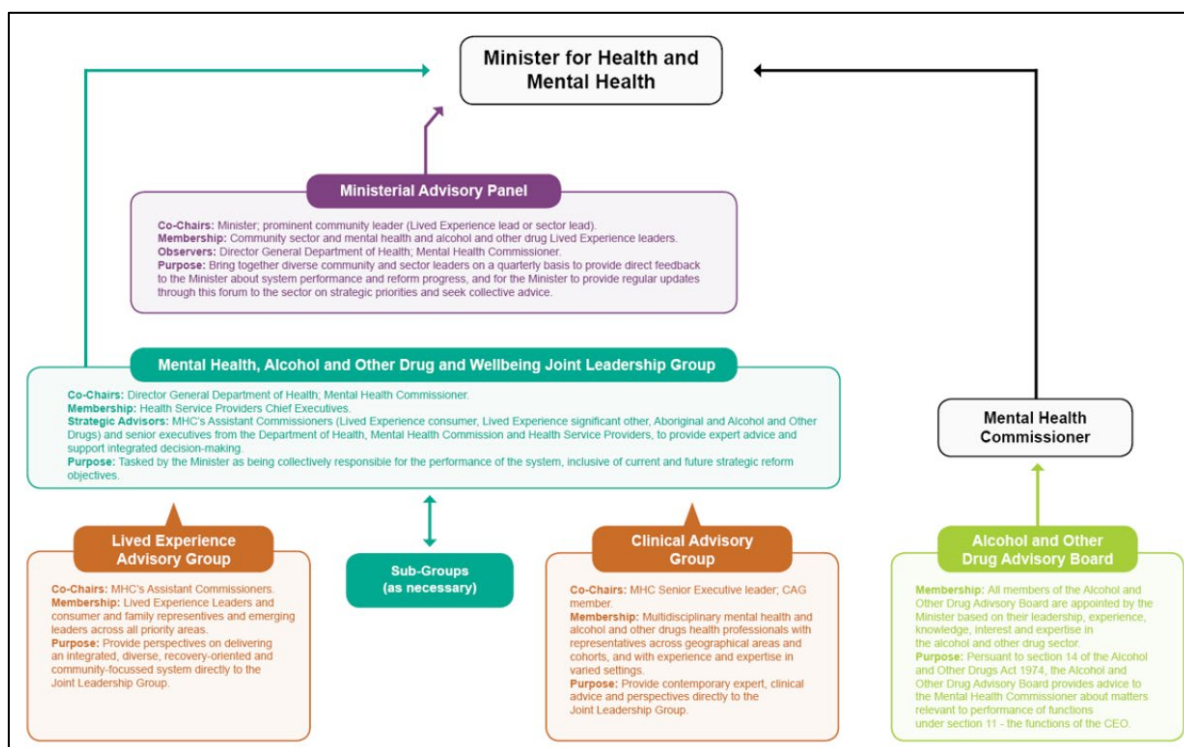 Minister for Health and
Mental Health
Ministerial Advisory Panel
Co-Chairs: Minister; prominent community leader (Lived Experience lead or sector lead).
Membership: Community sector and mental health and alcohol and other drug Lived Experience leaders.
Observers: Director General Department of Health; Mental Health Commissioner.
Purpose: Bring together diverse community and sector leaders on a quarterly basis to provide direct feedback
to the Minister about system performance and reform progress, and for the Minister to provide regular updates
through this forum to the sector on strategic priorities and seek collective advice.
Mental Health, Alcohol and Other Drug and Wellbeing Joint Leadership Group
Co-Chairs: Director General Department of Health; Mental Health Commissioner.
Membership: Health Service Providers Chief Executives.
Strategic Advisors: MHC's Assistant Commissioners (Lived Experience consumer, Lived Experience significant other, Aboriginal and Alcohol and Other
Drugs) and senior executives from the Department of Health, Mental Health Commission and Health Service Providers, to provide expert advice and
support integrated decision-making.
Purpose: Tasked by the Minister as being collectively responsible for the performance of the system, inclusive of current and future strategic reform
objectives.
Mental Health
Commissioner
Lived Experience
Advisory Group
Co-Chairs: MHC's Assistant Commissioners.
Membership: Lived Experience Leaders and
consumer and family representives and emerging
leaders across all priority areas.
Purpose: Provide perspectives on delivering
an integrated, diverse, recovery-oriented and
community-focussed system directly to the
Joint Leadership Group.
Sub-Groups
(as necessary)
Clinical Advisory
Group
Co-Chairs: MHC Senior Executive leader; CAG
member.
Membership: Multidisciplinary mental health and
alcohol and other drugs health professionals with
representatives across geographical areas and
cohorts, and with experience and expertise in
varied settings.
Purpose: Provide contemporary expert, clinical
advice and perspectives directly to the
Joint Leadership Group.
Alcohol and Other
Drug Advisory Board
Membership: All members of the Alcohol and
Other Drug Adivsory Board are appointed by the
Minister based on their leadership, experience,
knowledge, interest and expertise in
the alcohol and other drug sector.
Purpose: Pursuant to section 14 of the Alcohol
and Other Drugs Act 1974, the Alcohol and
Other Drug Advisory Board provides advice to
the Mental Health Commissioner about matters
relevant to performance of functions
under section 11 - the functions of the CEO.